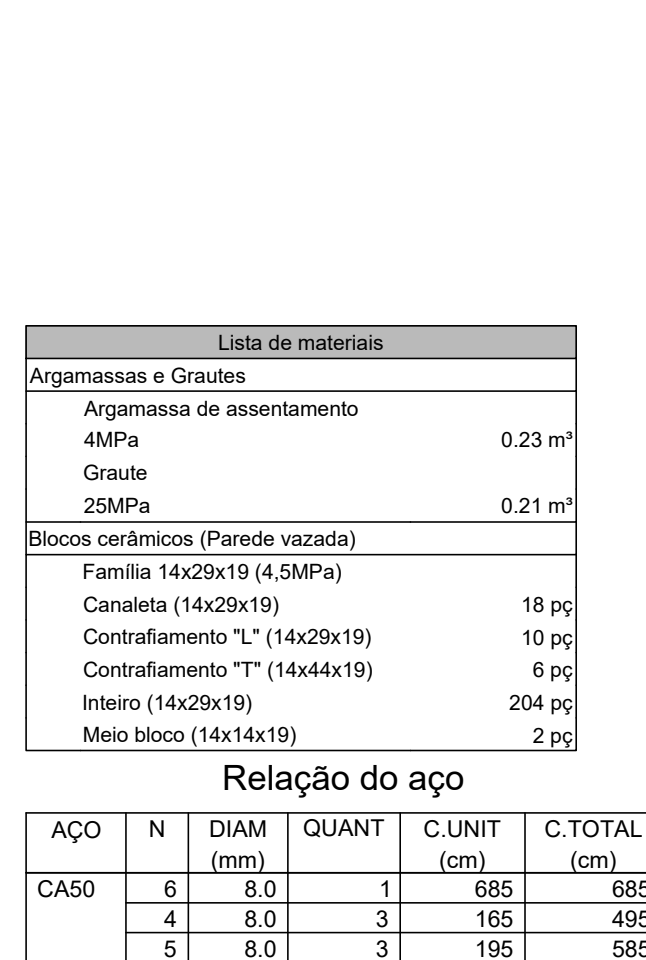 Lista de materiais
Argamassas e Grautes
Argamassa de assentamento
4MPa 0.23 m³
Graute
25MPa 0.21 m³
Blocos cerâmicos (Parede vazada)
Família 14x29x19 (4,5MPa)
Canaleta (14x29x19) 18 pç
Contrafiamento "L" (14x29x19) 10 pç
Contrafiamento "T" (14x44x19) 6 pç
Inteiro (14x29x19) 204 pç
Meio bloco (14x14x19) 2 pç
Relação do aço
AÇO N DIAM QUANT C.UNIT C.TOTAL
(mm) (cm) (cm)
CA50 6 8.0 1 685 685
4 8.0 3 165 495
5 8.0 3 195 585